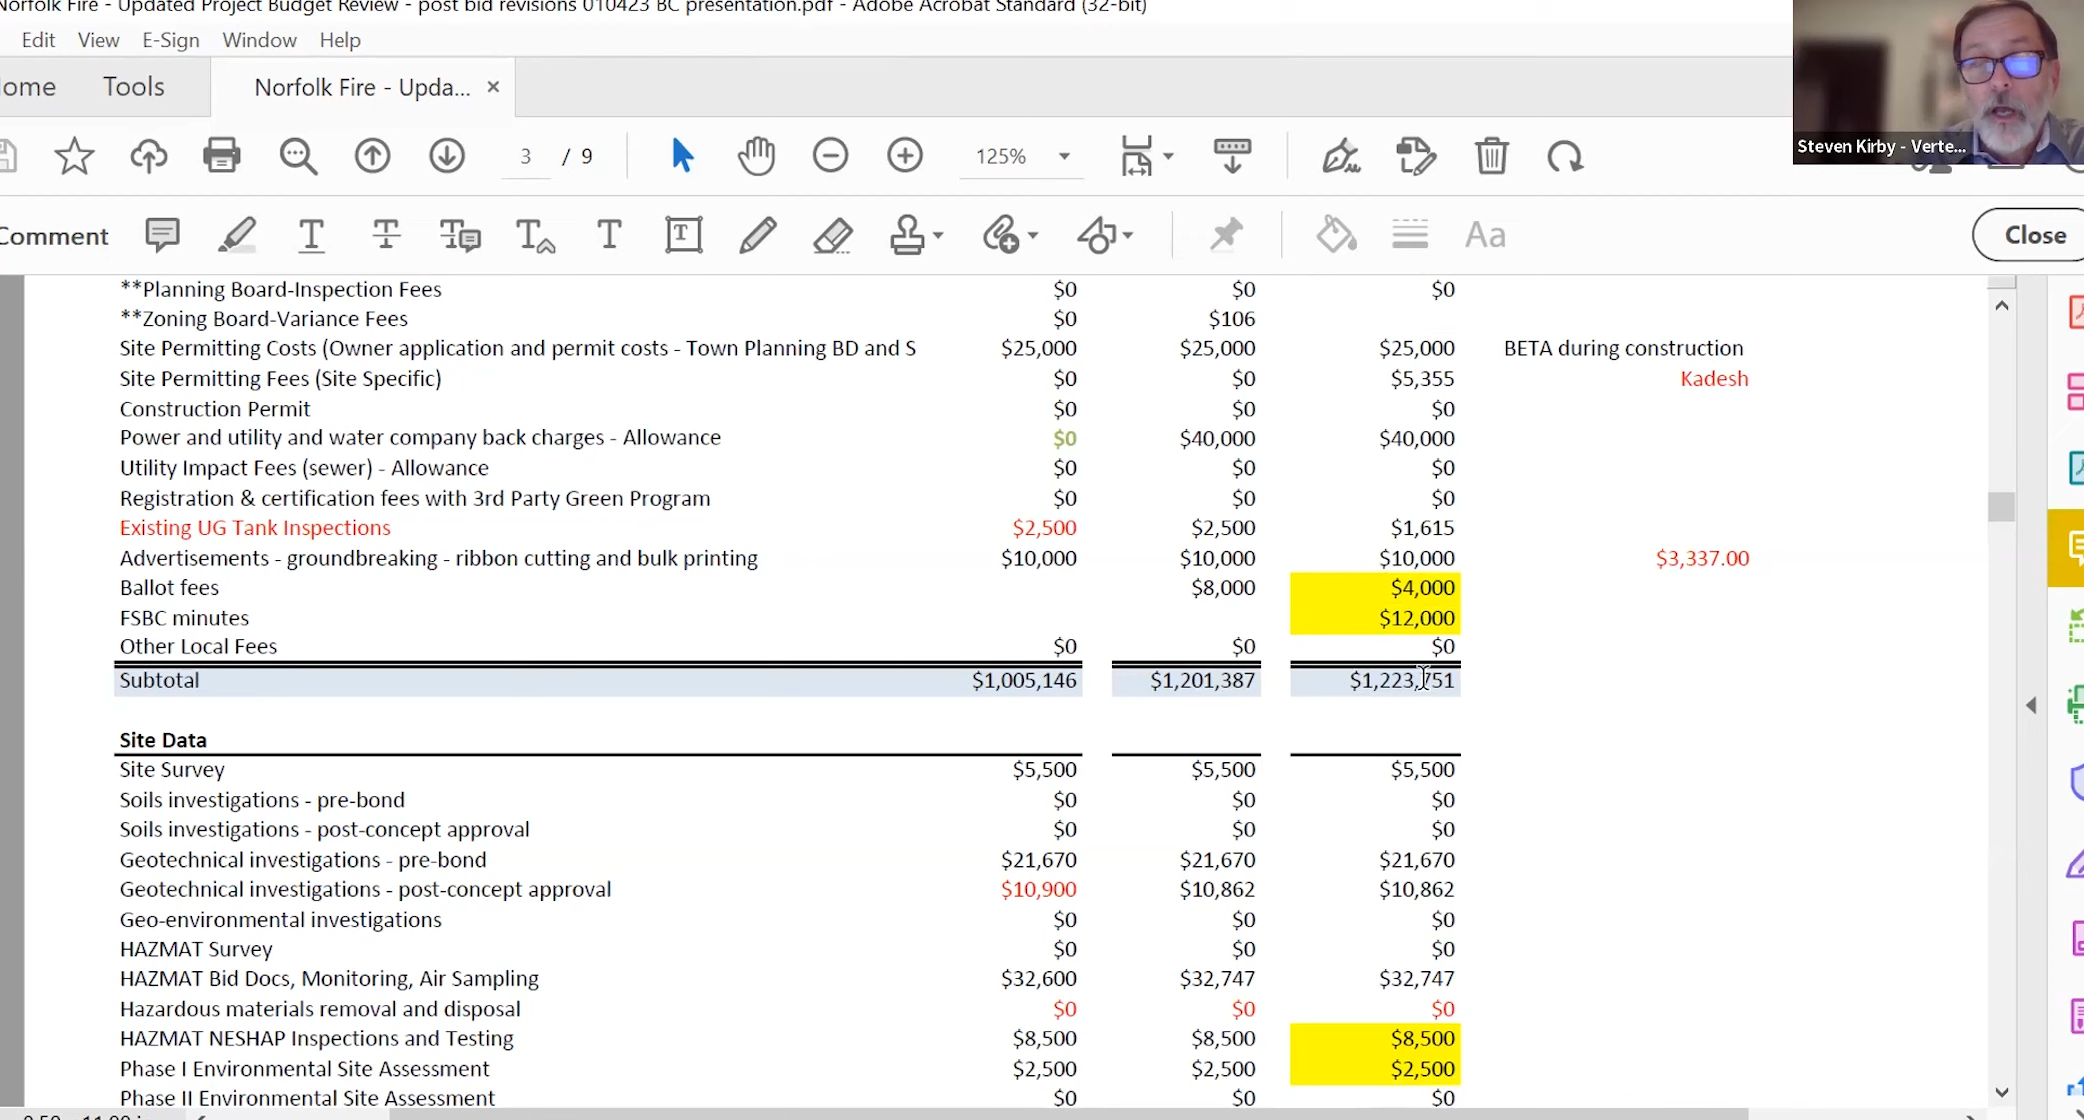 Norfolk Fire - Updated Project Budget Review - post bid revisions 010423 BC presentation.pdf - Adobe Acrobat Standard (32-bit)
Edit View E-Sign Window Help
ome Tools Norfolk Fire - Upda... ×
3 / 9 125%
Steven Kirby - Verte...
Comment T T T T T T Aa Close
**Planning Board-Inspection Fees $0 $0 $0
**Zoning Board-Variance Fees $0 $106
Site Permitting Costs (Owner application and permit costs - Town Planning BD and S $25,000 $25,000 $25,000 BETA during construction
Site Permitting Fees (Site Specific) $0 $0 $5,355 Kadesh
Construction Permit $0 $0 $0
Power and utility and water company back charges - Allowance $0 $40,000 $40,000
Utility Impact Fees (sewer) - Allowance $0 $0 $0
Registration & certification fees with 3rd Party Green Program $0 $0 $0
Existing UG Tank Inspections $2,500 $2,500 $1,615
Advertisements - groundbreaking - ribbon cutting and bulk printing $10,000 $10,000 $10,000 $3,337.00
Ballot fees $8,000 $4,000
FSBC minutes $12,000
Other Local Fees $0 $0 $0
Subtotal $1,005,146 $1,201,387 $1,223,751
Site Data
Site Survey $5,500 $5,500 $5,500
Soils investigations - pre-bond $0 $0 $0
Soils investigations - post-concept approval $0 $0 $0
Geotechnical investigations - pre-bond $21,670 $21,670 $21,670
Geotechnical investigations - post-concept approval $10,900 $10,862 $10,862
Geo-environmental investigations $0 $0 $0
HAZMAT Survey $0 $0 $0
HAZMAT Bid Docs, Monitoring, Air Sampling $32,600 $32,747 $32,747
Hazardous materials removal and disposal $0 $0 $0
HAZMAT NESHAP Inspections and Testing $8,500 $8,500 $8,500
Phase I Environmental Site Assessment $2,500 $2,500 $2,500
Phase II Environmental Site Assessment $0 $0 $0